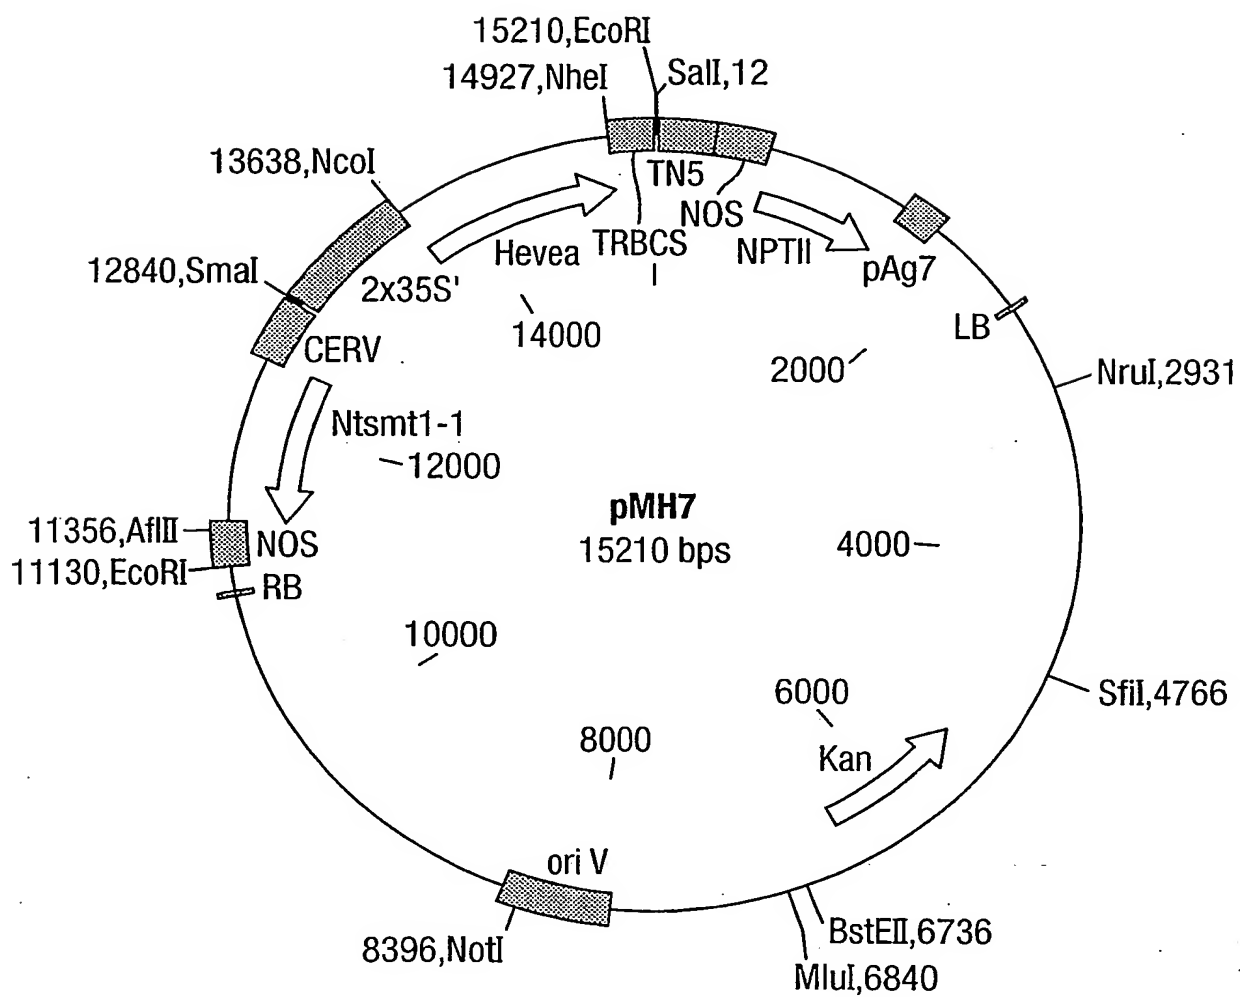 15210,EcoRI
SalI,12
14927,NheI
13638,NcoI
TN5
NOS
Hevea
TRBCS
NPTII
pAg7
12840,SmaI
2x35S'
14000
LB
CERV
2000
NruI,2931
Ntsmt1-1
12000
pMH7
15210 bps
4000
11356,AflII
NOS
11130,EcoRI
RB
10000
6000
SfiI,4766
8000
Kan
ori V
8396,NotI
BstEII,6736
MluI,6840